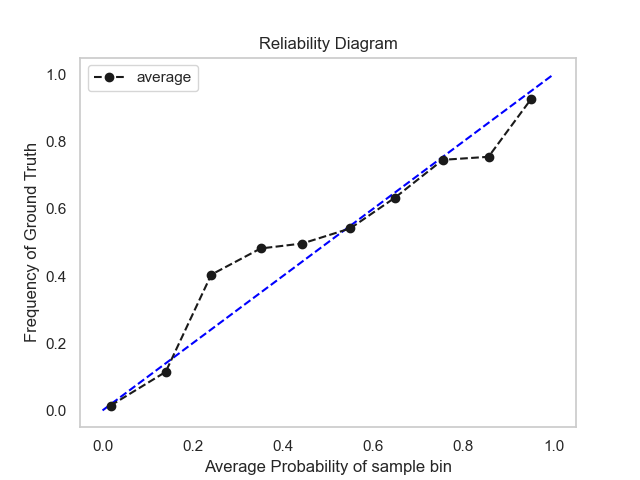 Reliability Diagram
average
Frequency of Ground Truth
1.0
0.8
0.6
0.4
0.2
0.0
0.0 0.2 0.4 0.6 0.8 1.0
Average Probability of sample bin